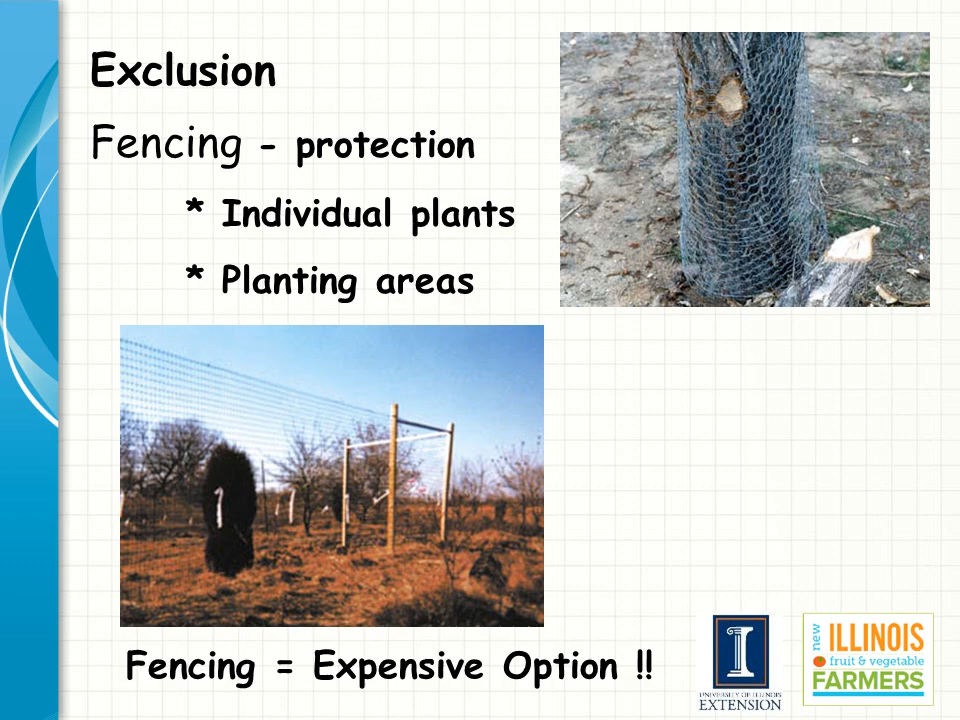 Exclusion
Fencing - protection
* Individual plants
* Planting areas
Fencing = Expensive Option !!
I
UNIVERSITY OF ILLINOIS
EXTENSION
new
ILLINOIS
fruit & vegetable
FARMERS